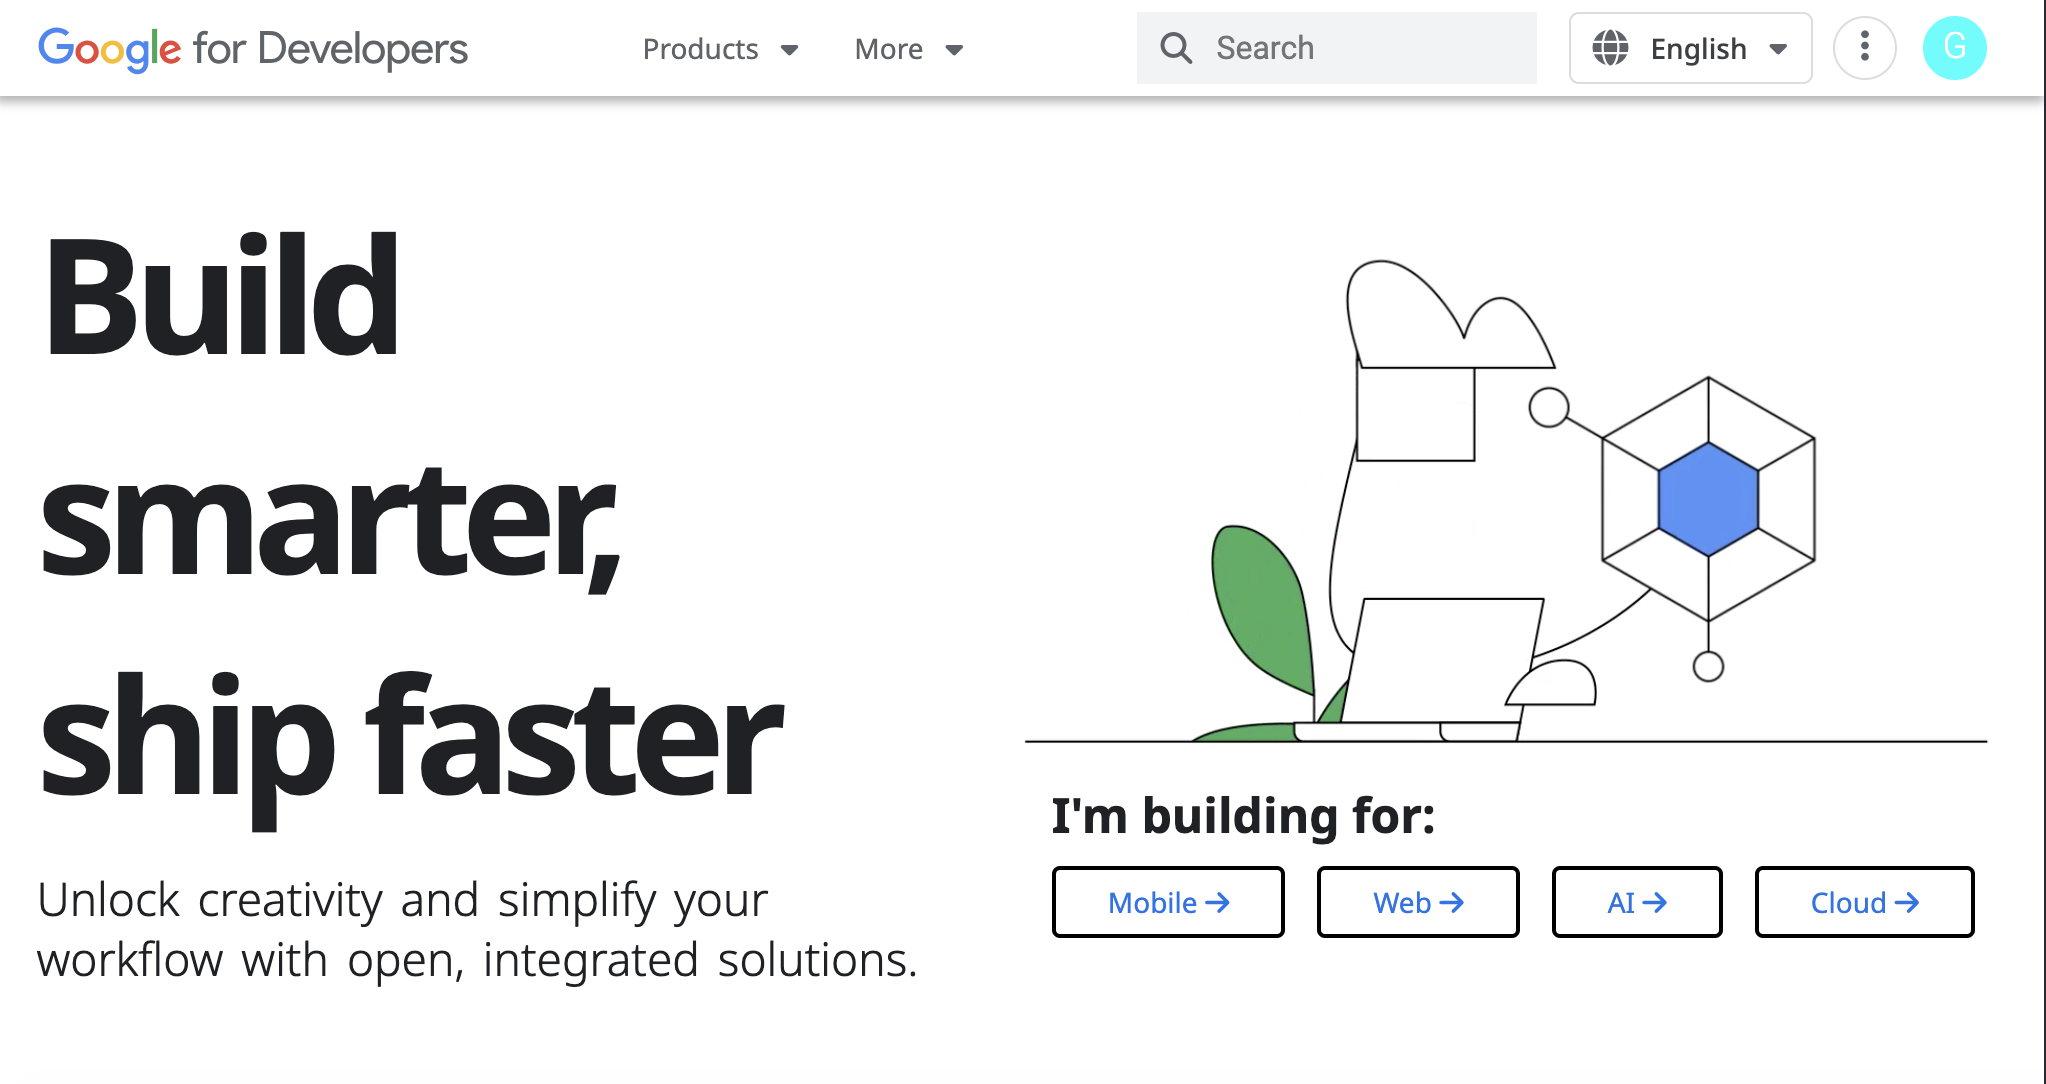 Google for Developers
Products
More
Search
English
G
Build
smarter,
ship faster
Unlock creativity and simplify your
workflow with open, integrated solutions.
I'm building for:
Mobile →
Web →
AI →
Cloud →